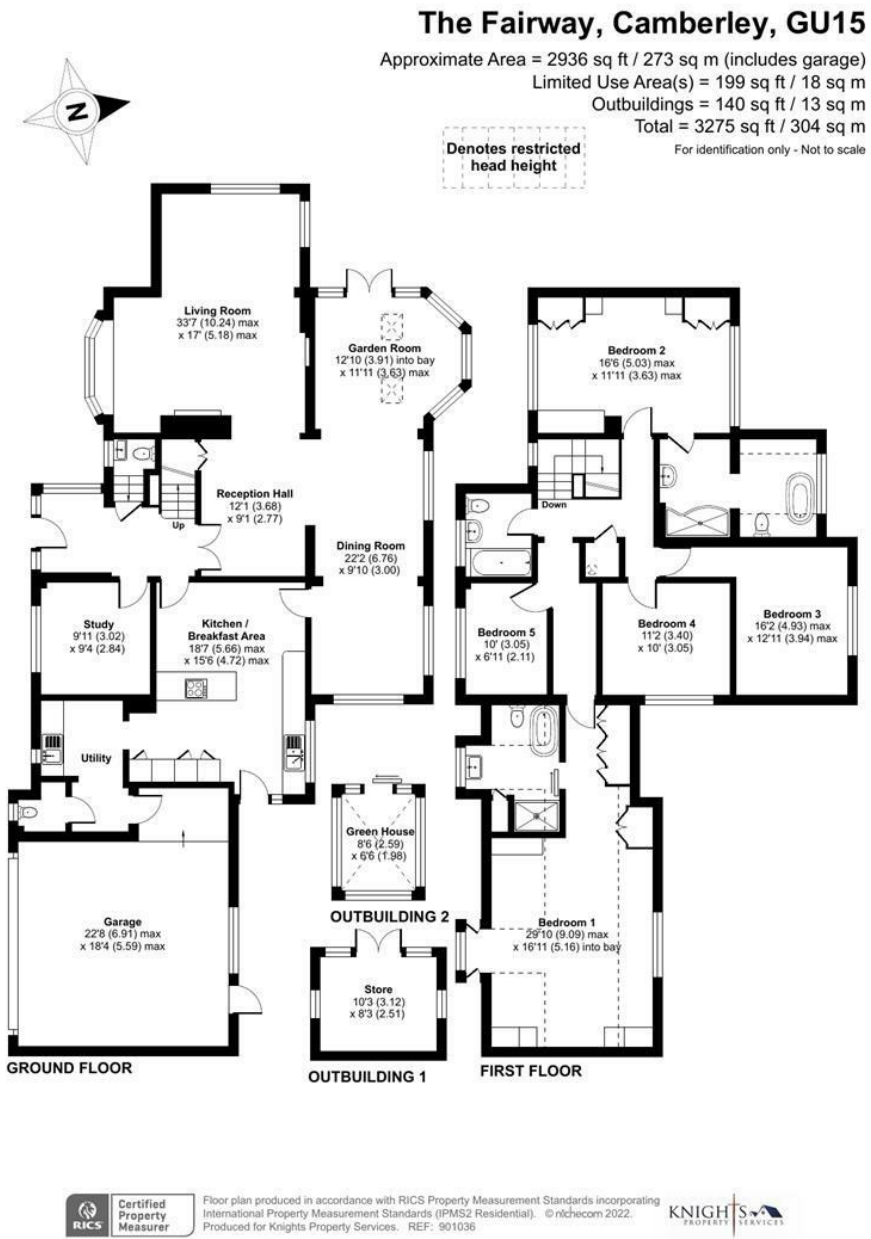 The Fairway, Camberley, GU15
Approximate Area = 2936 sq ft / 273 sq m (includes garage)
Limited Use Area(s) = 199 sq ft / 18 sq m
Outbuildings = 140 sq ft / 13 sq m
Total = 3275 sq ft / 304 sq m
For identification only - Not to scale
N
Denotes restricted
head height
Living Room
33'7 (10.24) max
x 17' (5.18) max
Garden Room
12'10 (3.91) into bay
x 11'11 (3.63) max
Bedroom 2
16'6 (5.03) max
x 11'11 (3.63) max
Reception Hall
12'1 (3.68)
x 9'1 (2.77)
Up
Down
Dining Room
22'2 (6.76)
x 9'10 (3.00)
Study
9'11 (3.02)
x 9'4 (2.84)
Kitchen /
Breakfast Area
18'7 (5.66) max
x 15'6 (4.72) max
Bedroom 5
10' (3.05)
x 6'11 (2.11)
Bedroom 4
11'2 (3.40)
x 10' (3.05)
Bedroom 3
16'2 (4.93) max
x 12'11 (3.94) max
Utility
Green House
8'6 (2.59)
x 6'6 (1.98)
OUTBUILDING 2
Garage
22'8 (6.91) max
x 18'4 (5.59) max
Bedroom 1
29'10 (9.09) max
x 16'11 (5.16) into bay
Store
10'3 (3.12)
x 8'3 (2.51)
GROUND FLOOR
OUTBUILDING 1
FIRST FLOOR
RICS
Certified
Property
Measurer
Floor plan produced in accordance with RICS Property Measurement Standards incorporating
International Property Measurement Standards (IPMS2 Residential). © nichecom 2022.
Produced for Knights Property Services. REF: 901036
KNIGHTS
PROPERTY SERVICES